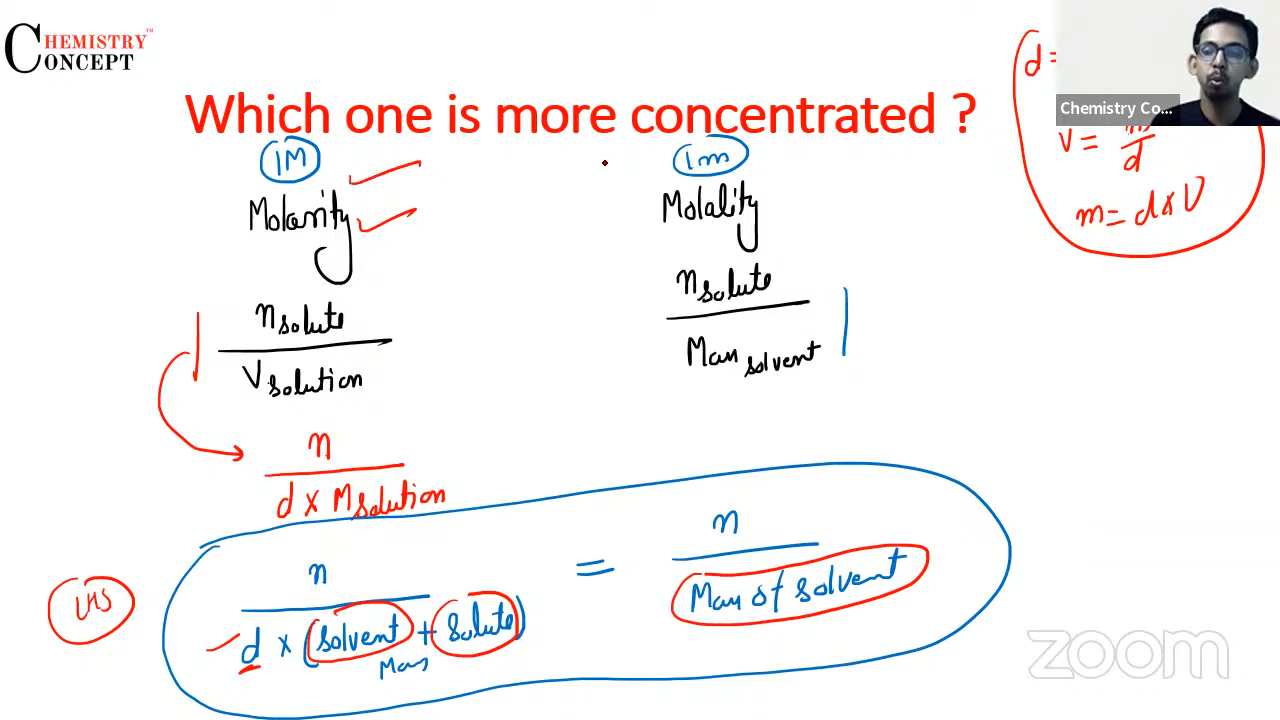 CHEMISTRY™
CONCEPT
Which one is more concentrated ?
1M
Molarity
n solute
V solution
n
d x M solution
1m
Molality
n solute
Mass solvent
d =
Chemistry Co...
V = m/d
m = d x V
LHS
n
d x (solvent + solute)
Mass
=
n
Mass of solvent
zoom